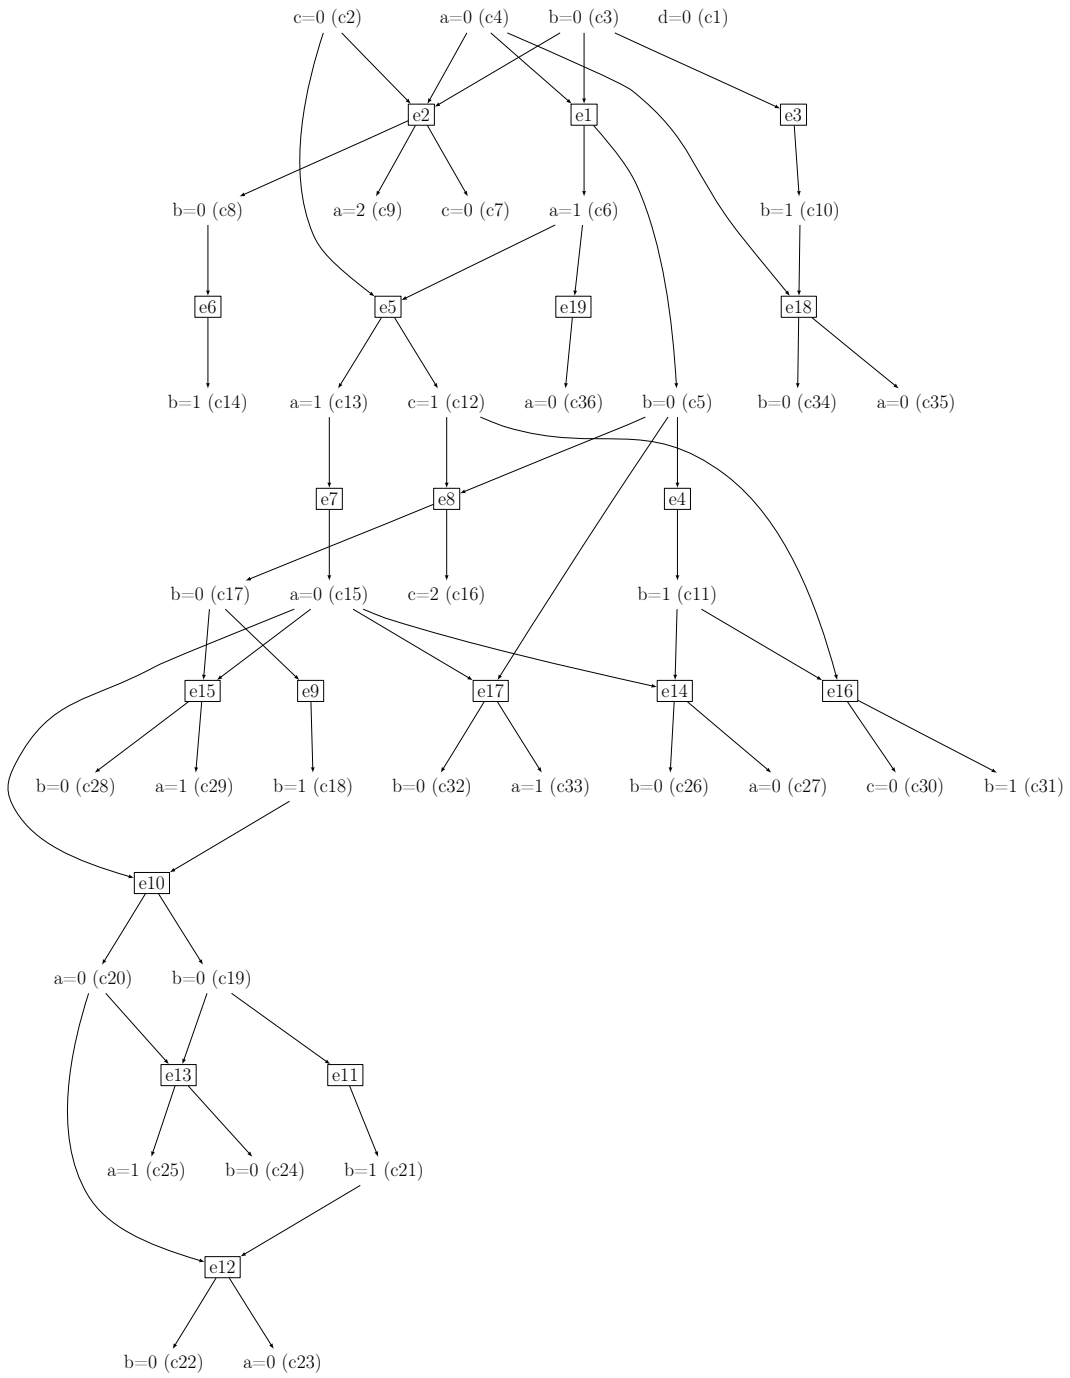 c=0 (c2) a=0 (c4) b=0 (c3) d=0 (c1)
e2 e1 e3
b=0 (c8) a=2 (c9) c=0 (c7) a=1 (c6) b=1 (c10)
e6 e5 e19 e18
b=1 (c14) a=1 (c13) c=1 (c12) a=0 (c36) b=0 (c5) b=0 (c34) a=0 (c35)
e7 e8 e4
b=0 (c17) a=0 (c15) c=2 (c16) b=1 (c11)
e15 e9 e17 e14 e16
b=0 (c28) a=1 (c29) b=1 (c18) b=0 (c32) a=1 (c33) b=0 (c26) a=0 (c27) c=0 (c30) b=1 (c31)
e10
a=0 (c20) b=0 (c19)
e13 e11
a=1 (c25) b=0 (c24) b=1 (c21)
e12
b=0 (c22) a=0 (c23)